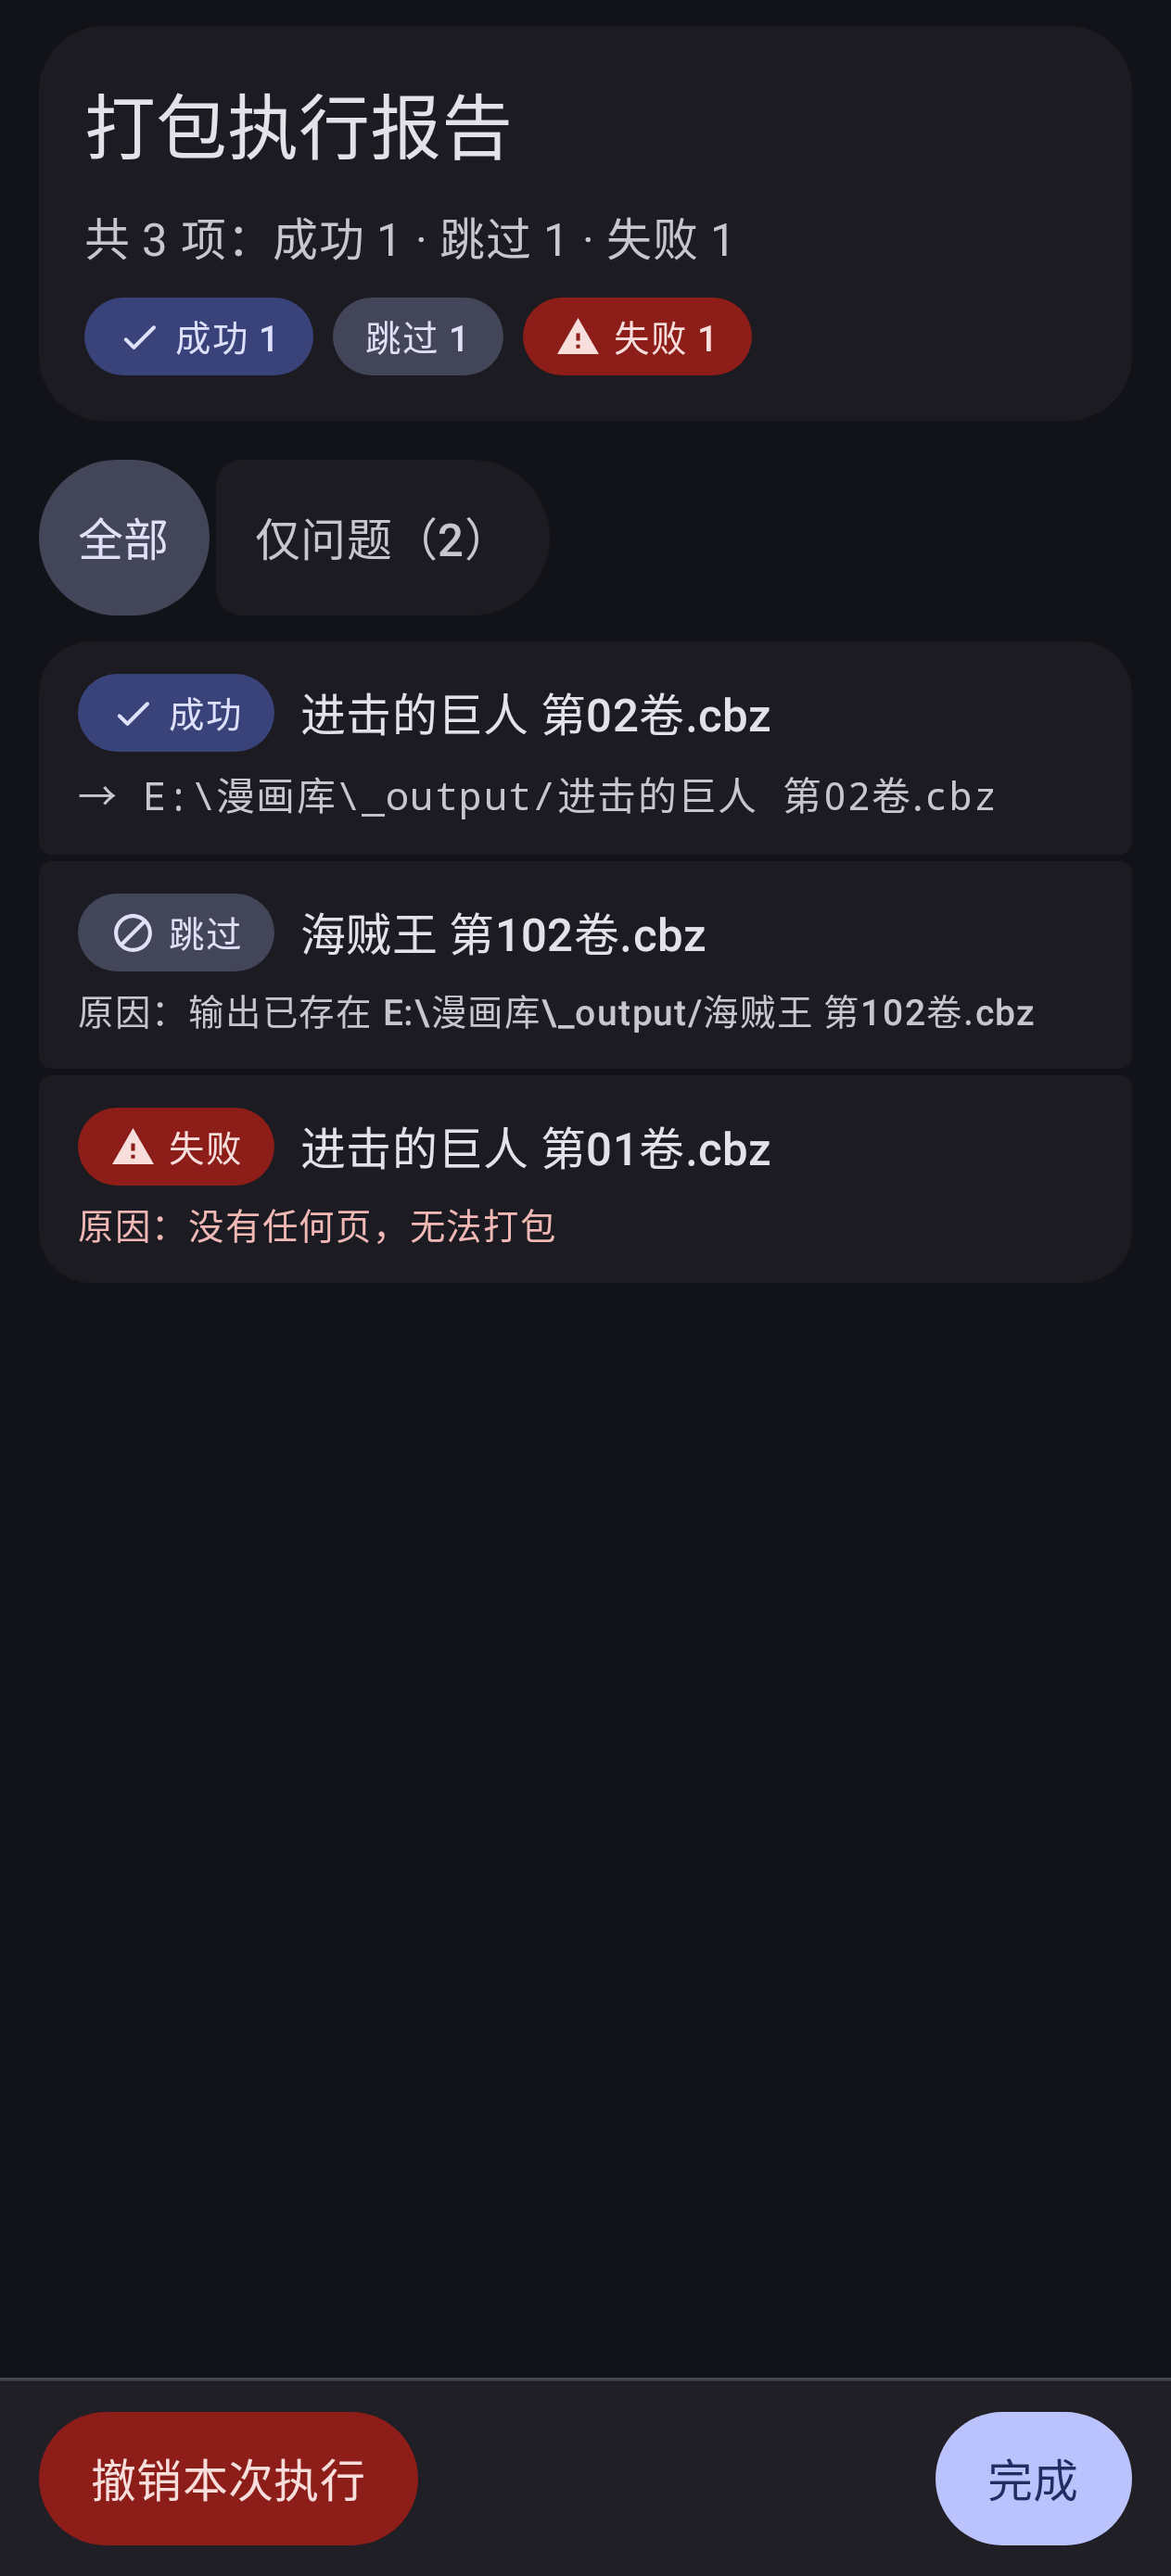 打包执行报告
共 3 项：成功 1 · 跳过 1 · 失败 1
成功 1 跳过 1 失败 1
全部 仅问题（2）
成功 进击的巨人 第02卷.cbz
→ E:\漫画库\_output/进击的巨人 第02卷.cbz
跳过 海贼王 第102卷.cbz
原因：输出已存在 E:\漫画库\_output/海贼王 第102卷.cbz
失败 进击的巨人 第01卷.cbz
原因：没有任何页，无法打包
撤销本次执行 完成